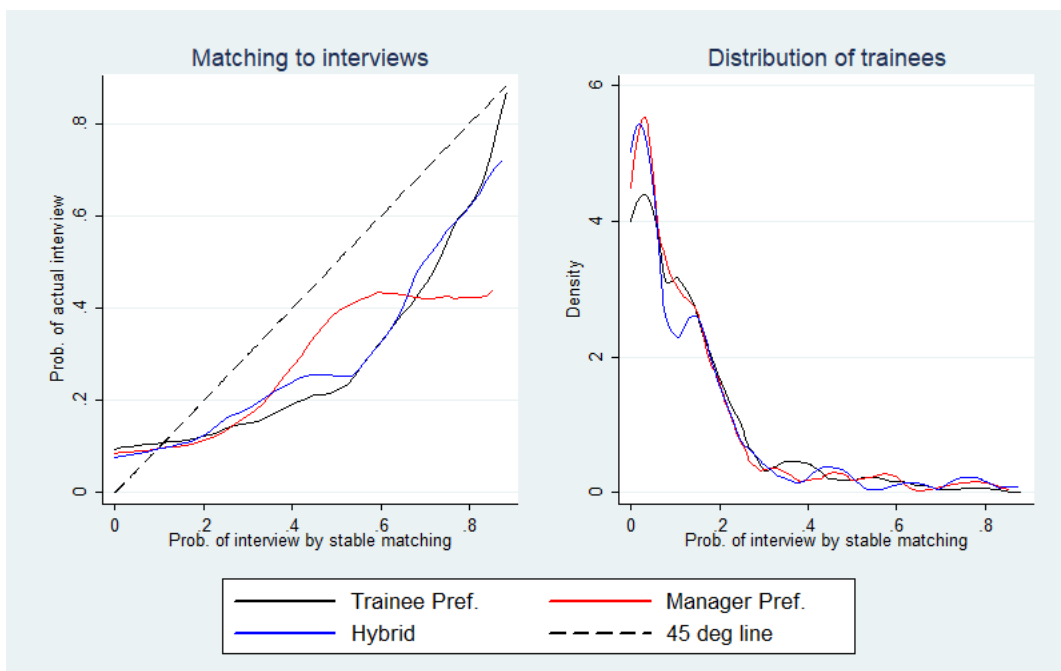 Matching to interviews
Prob. of actual interview
.8
.6
.4
.2
0
0 .2 .4 .6 .8
Prob. of interview by stable matching
Distribution of trainees
Density
6
4
2
0
0 .2 .4 .6 .8
Prob. of interview by stable matching
Trainee Pref. Manager Pref.
Hybrid 45 deg line